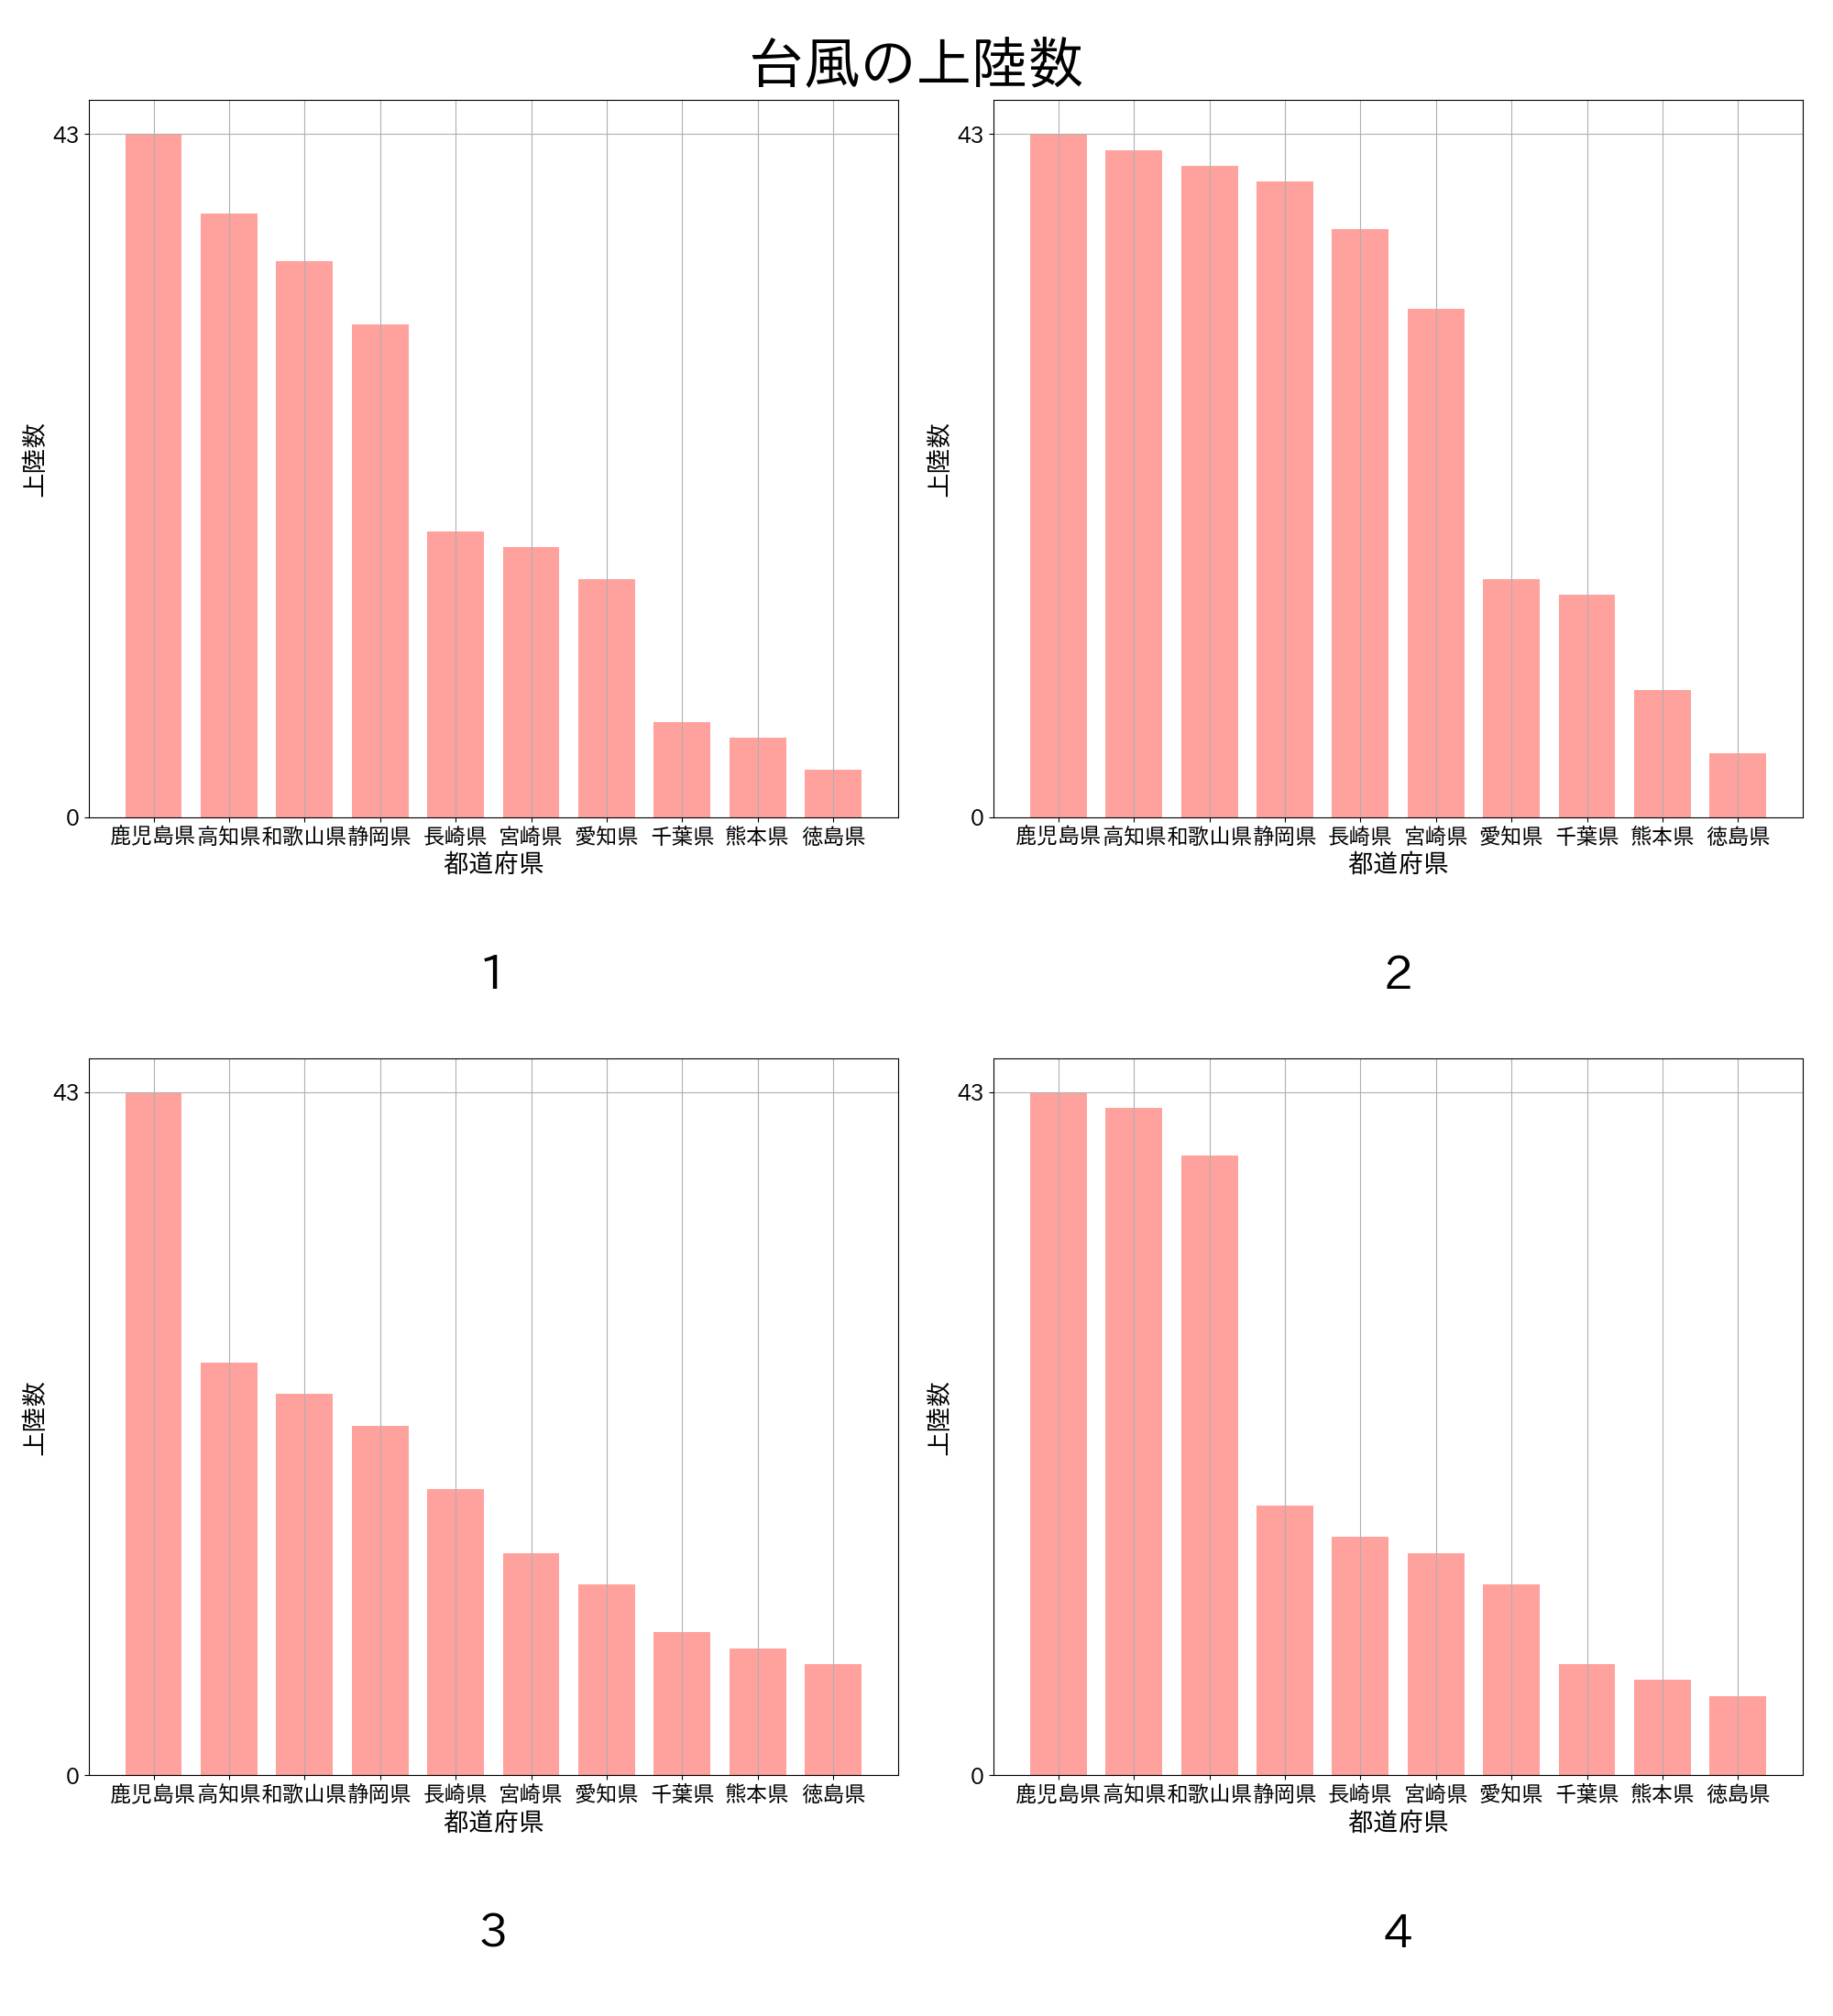 台風の上陸数
43
0
上陸数
鹿児島県 高知県 和歌山県 静岡県 長崎県 宮崎県 愛知県 千葉県 熊本県 徳島県
都道府県
1
43
0
上陸数
鹿児島県 高知県 和歌山県 静岡県 長崎県 宮崎県 愛知県 千葉県 熊本県 徳島県
都道府県
2
43
0
上陸数
鹿児島県 高知県 和歌山県 静岡県 長崎県 宮崎県 愛知県 千葉県 熊本県 徳島県
都道府県
3
43
0
上陸数
鹿児島県 高知県 和歌山県 静岡県 長崎県 宮崎県 愛知県 千葉県 熊本県 徳島県
都道府県
4